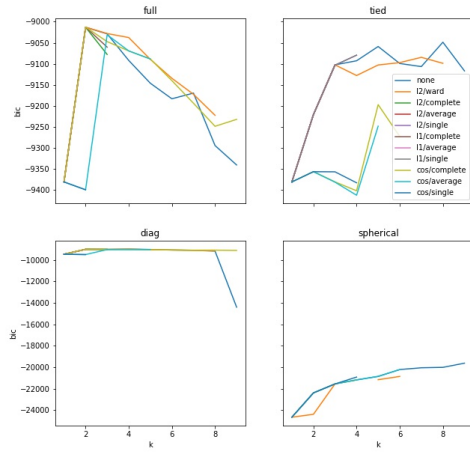 full
tied
bic
−9000
−9050
−9100
−9150
−9200
−9250
−9300
−9350
−9400
none
l2/ward
l2/complete
l2/average
l2/single
l1/complete
l1/average
l1/single
cos/complete
cos/average
cos/single
diag
spherical
bic
−10000
−12000
−14000
−16000
−18000
−20000
−22000
−24000
2 4 6 8
2 4 6 8
k
k